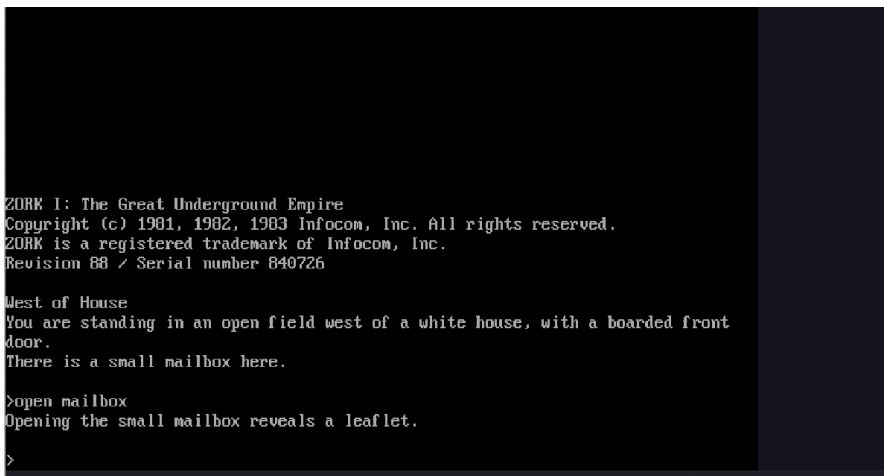 ZORK I: The Great Underground Empire
Copyright (c) 1981, 1982, 1983 Infocom, Inc. All rights reserved.
ZORK is a registered trademark of Infocom, Inc.
Revision 88 / Serial number 840726
West of House
You are standing in an open field west of a white house, with a boarded front
door.
There is a small mailbox here.
>open mailbox
Opening the small mailbox reveals a leaflet.
>